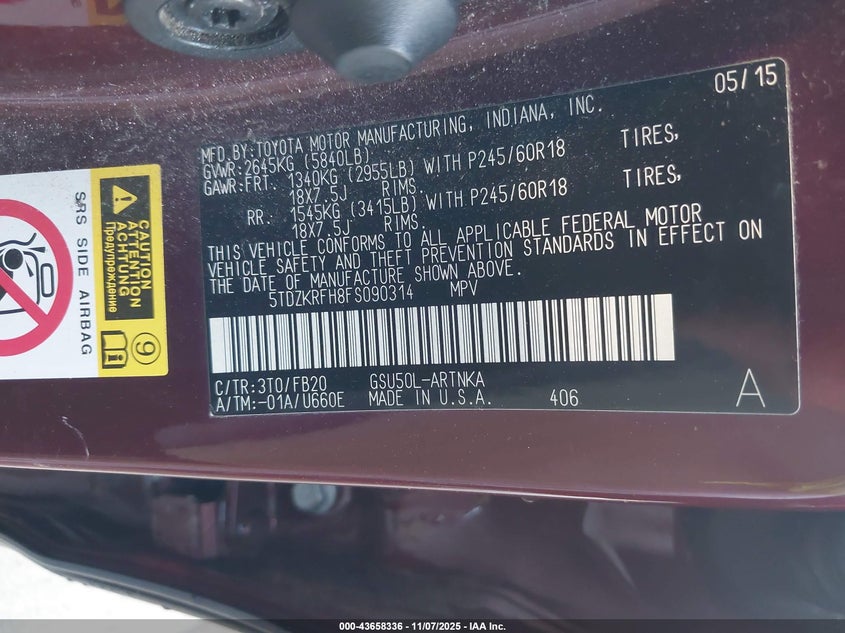 05/15
MFD.BY:TOYOTA MOTOR MANUFACTURING, INDIANA, INC.
GVWR:2645KG (5840LB)
GAWR:FRT. 1340KG (2955LB) WITH P245/60R18 TIRES,
18X7.5J RIMS.
RR. 1545KG (3415LB) WITH P245/60R18 TIRES,
18X7.5J RIMS.
THIS VEHICLE CONFORMS TO ALL APPLICABLE FEDERAL MOTOR
VEHICLE SAFETY AND THEFT PREVENTION STANDARDS IN EFFECT ON
THE DATE OF MANUFACTURE SHOWN ABOVE.
5TDZKRFH8FS090314 MPV
C/TR:3T0/FB20 GSU50L-ARTNKA
A/TM:-01A/U660E MADE IN U.S.A. 406 A
CAUTION
ATTENTION
ACHTUNG
Предупреждение
SRS SIDE AIRBAG
9
000-43658336 - 11/07/2025 - IAA Inc.